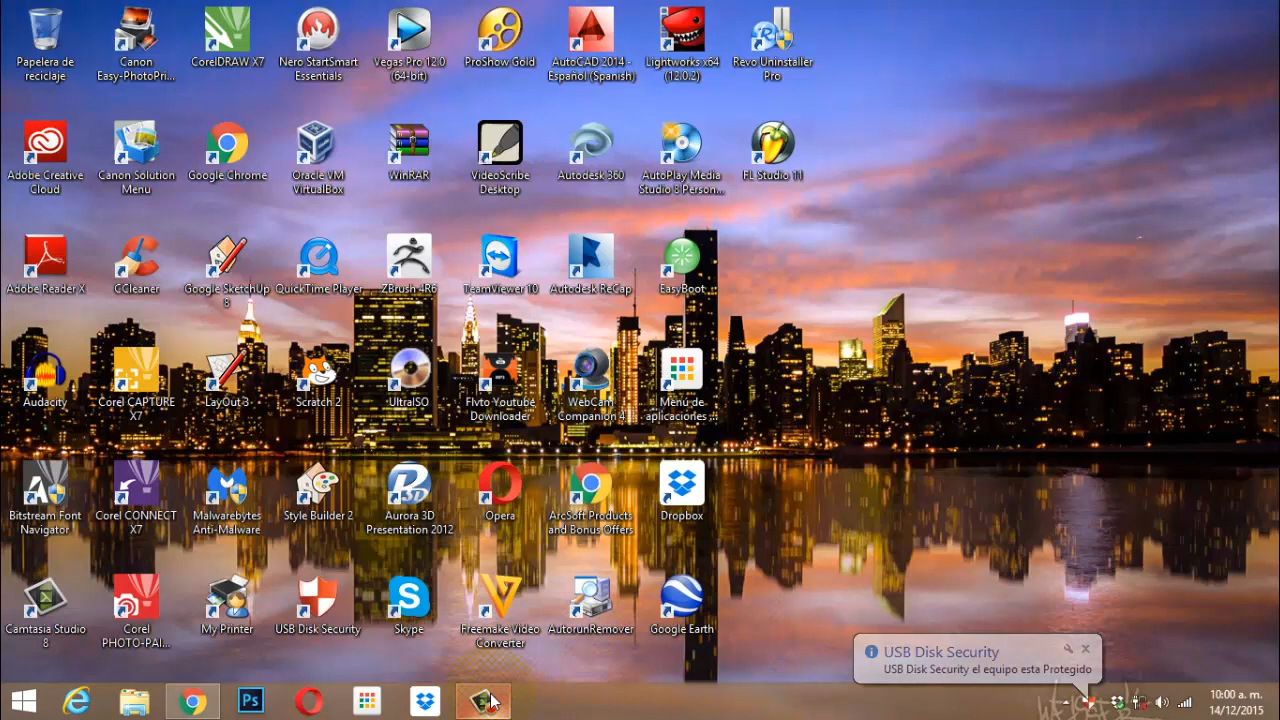 Papelera de
reciclaje
Canon
Easy-PhotoPri...
CorelDRAW X7
Nero StartSmart
Essentials
Vegas Pro 12.0
(64-bit)
ProShow Gold
AutoCAD 2014 -
Español (Spanish)
Lightworks x64
(12.0.2)
Revo Uninstaller
Pro
Adobe Creative
Cloud
Canon Solution
Menu
Google Chrome
Oracle VM
VirtualBox
WinRAR
VideoScribe
Desktop
Autodesk 360
AutoPlay Media
Studio 8 Person...
FL Studio 11
Adobe Reader X
CCleaner
Google SketchUp
8
QuickTime Player
ZBrush 4R6
TeamViewer 10
Autodesk ReCap
EasyBoot
Audacity
Corel CAPTURE
X7
LayOut 3
Scratch 2
UltraISO
Flvto Youtube
Downloader
WebCam
Companion 4
Menú de
aplicaciones ...
Bitstream Font
Navigator
Corel CONNECT
X7
Malwarebytes
Anti-Malware
Style Builder 2
Aurora 3D
Presentation 2012
Opera
ArcSoft Products
and Bonus Offers
Dropbox
Camtasia Studio
8
Corel
PHOTO-PAI...
My Printer
USB Disk Security
Skype
Freemake Video
Converter
AutorunRemover
Google Earth
USB Disk Security
USB Disk Security el equipo esta Protegido
Ps
10:00 a. m.
14/12/2015